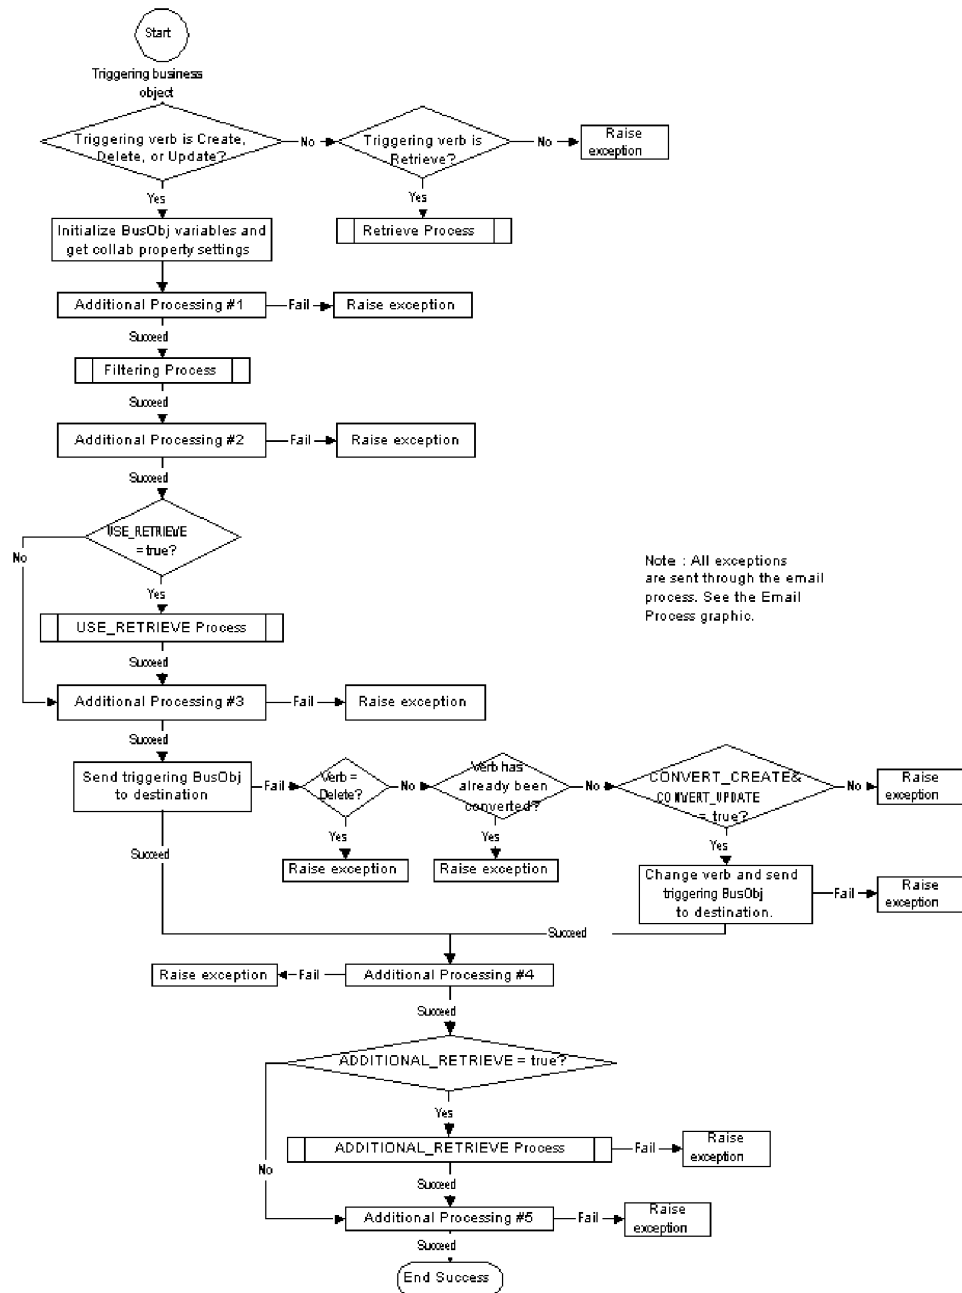 Start
Triggering business
object
Triggering verb is Create,
Delete, or Update?
No
Triggering verb is
Retrieve?
No
Raise
exception
Yes
Yes
Initialize BusObj variables and
get collab property settings
Retrieve Process
Additional Processing #1
Fail
Raise exception
Succeed
Filtering Process
Succeed
Additional Processing #2
Fail
Raise exception
Succeed
USE_RETRIEVE
= true?
No
Yes
Note : All exceptions
are sent through the email
process. See the Email
Process graphic.
USE_RETRIEVE Process
Succeed
Additional Processing #3
Fail
Raise exception
Succeed
Send triggering BusObj
to destination
Fail
Verb =
Delete?
No
Verb has
already been
converted?
No
CONVERT_CREATE&
CONVERT_UPDATE
= true?
No
Raise
exception
Succeed
Yes
Raise exception
Yes
Raise exception
Yes
Change verb and send
triggering BusObj
to destination.
Fail
Raise
exception
Succeed
Raise exception
Fail
Additional Processing #4
Succeed
ADDITIONAL_RETRIEVE = true?
Yes
No
ADDITIONAL_RETRIEVE Process
Fail
Raise
exception
Succeed
Additional Processing #5
Fail
Raise
exception
Succeed
End Success